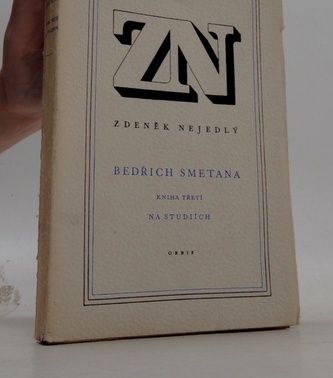 ZN
ZDENĚK NEJEDLÝ
BEDŘICH SMETANA
KNIHA TŘETÍ
NA STUDIÍCH
ORBIS